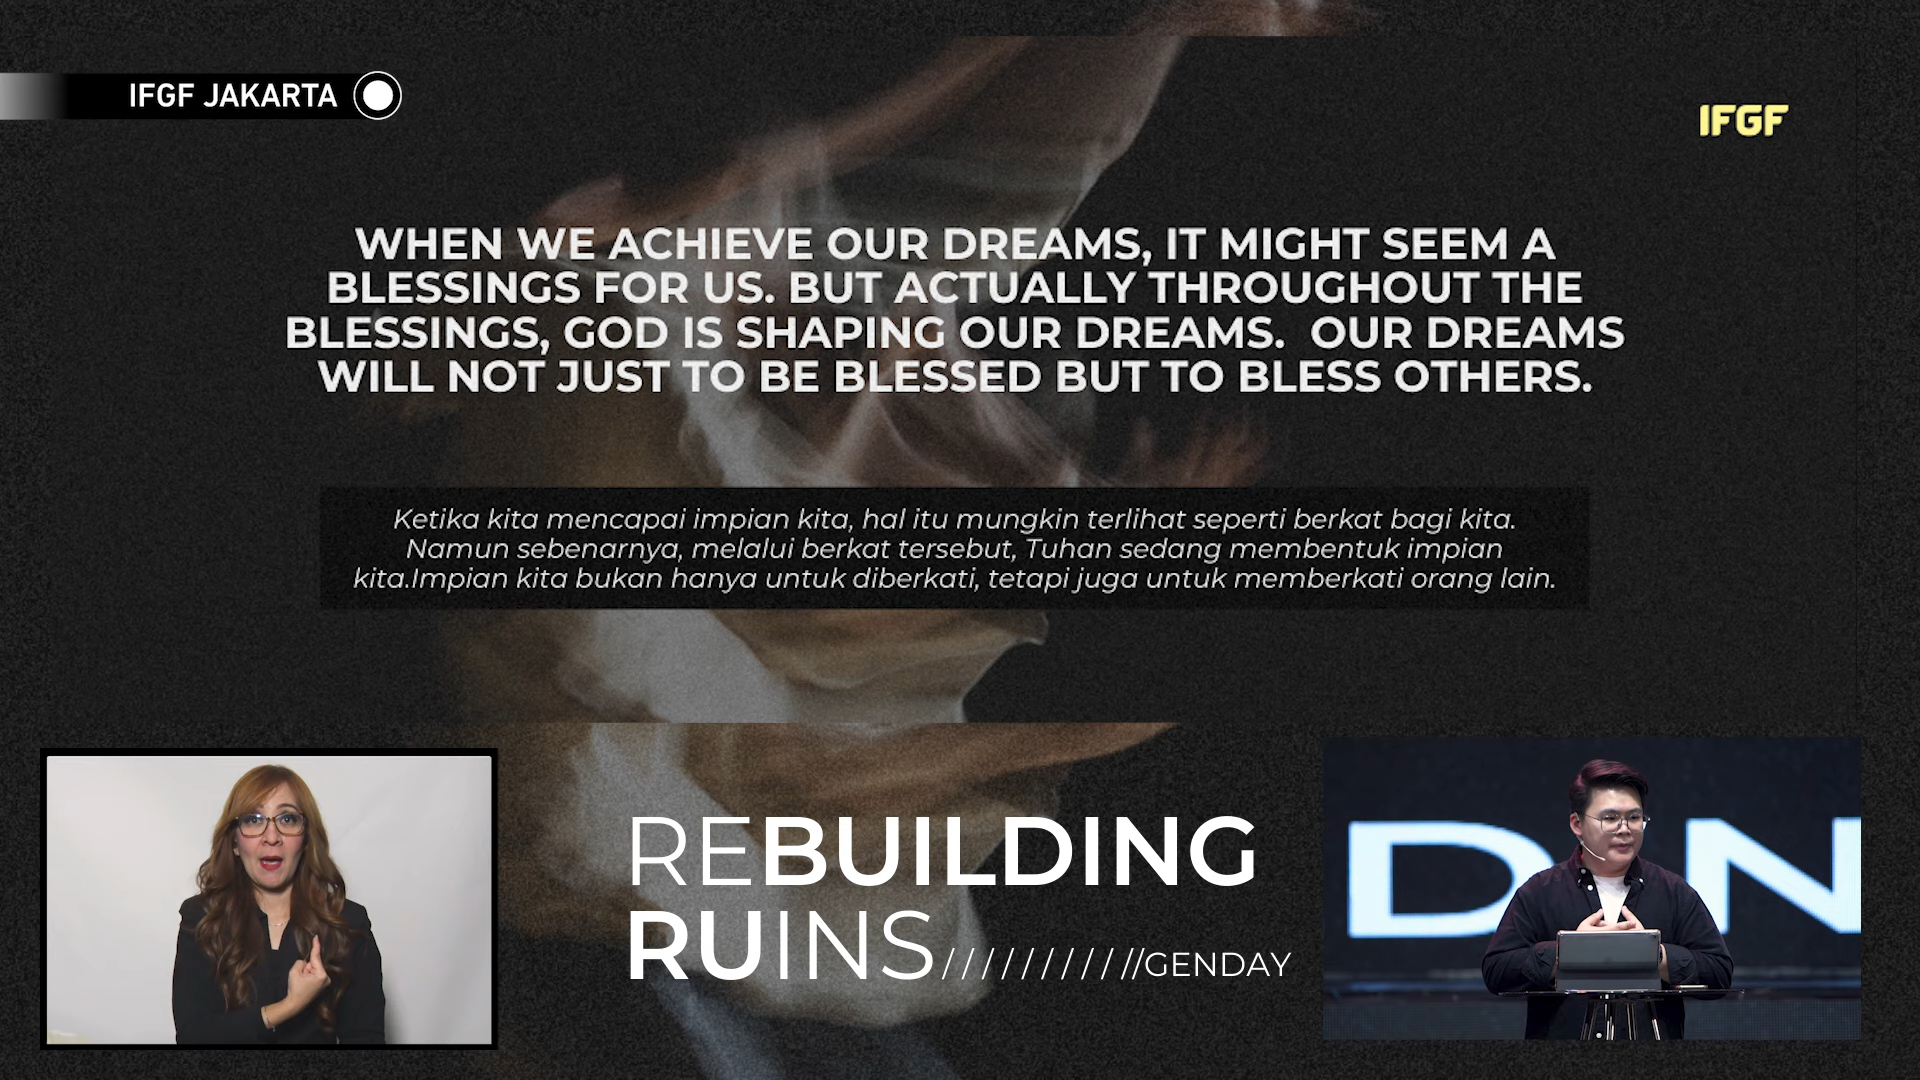 IFGF JAKARTA
IFGF
WHEN WE ACHIEVE OUR DREAMS, IT MIGHT SEEM A
BLESSINGS FOR US. BUT ACTUALLY THROUGHOUT THE
BLESSINGS, GOD IS SHAPING OUR DREAMS.  OUR DREAMS
WILL NOT JUST TO BE BLESSED BUT TO BLESS OTHERS.
Ketika kita mencapai impian kita, hal itu mungkin terlihat seperti berkat bagi kita.
Namun sebenarnya, melalui berkat tersebut, Tuhan sedang membentuk impian
kita.Impian kita bukan hanya untuk diberkati, tetapi juga untuk memberkati orang lain.
REBUILDING
RUINS////////////GENDAY
D N